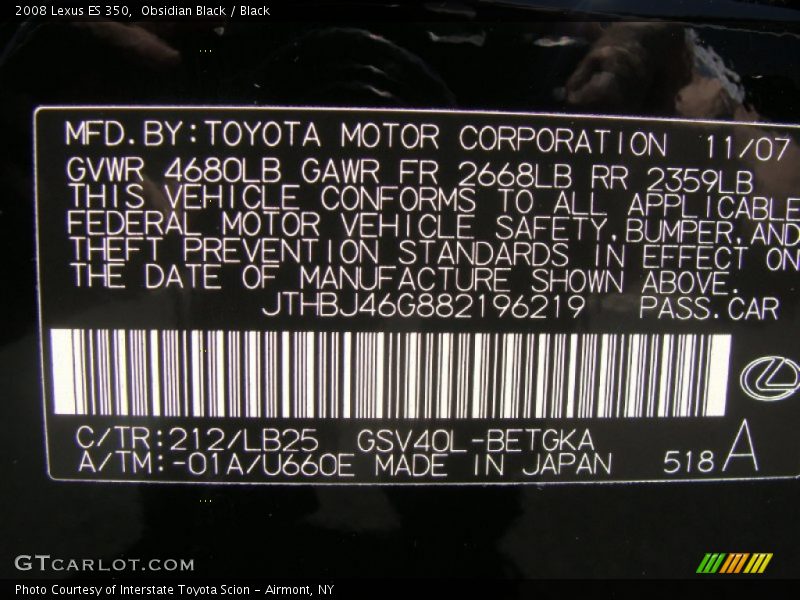 2008 Lexus ES 350,  Obsidian Black / Black
MFD.BY:TOYOTA MOTOR CORPORATION 11/07
GVWR 4680LB GAWR FR 2668LB RR 2359LB
THIS VEHICLE CONFORMS TO ALL APPLICABLE
FEDERAL MOTOR VEHICLE SAFETY,BUMPER,AND
THEFT PREVENTION STANDARDS IN EFFECT ON
THE DATE OF MANUFACTURE SHOWN ABOVE.
JTHBJ46G882196219 PASS.CAR
C/TR:212/LB25 GSV40L-BETGKA
A/TM:-01A/U660E MADE IN JAPAN 518 A
GTCARLOT.COM
Photo Courtesy of Interstate Toyota Scion - Airmont, NY